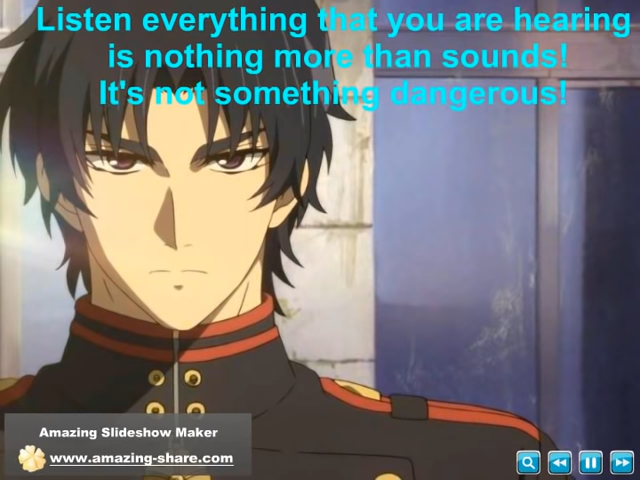 Listen everything that you are hearing
is nothing more than sounds!
It's not something dangerous!
Amazing Slideshow Maker
www.amazing-share.com